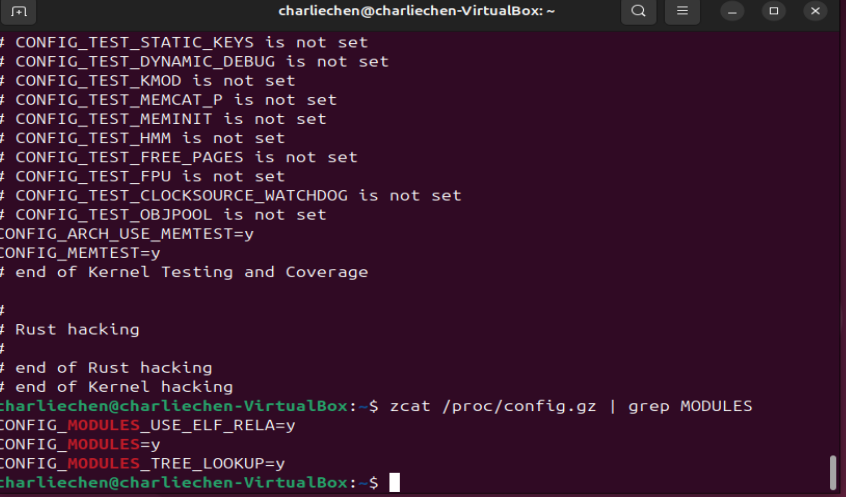 charliechen@charliechen-VirtualBox: ~
# CONFIG_TEST_STATIC_KEYS is not set
# CONFIG_TEST_DYNAMIC_DEBUG is not set
# CONFIG_TEST_KMOD is not set
# CONFIG_TEST_MEMCAT_P is not set
# CONFIG_TEST_MEMINIT is not set
# CONFIG_TEST_HMM is not set
# CONFIG_TEST_FREE_PAGES is not set
# CONFIG_TEST_FPU is not set
# CONFIG_TEST_CLOCKSOURCE_WATCHDOG is not set
# CONFIG_TEST_OBJPOOL is not set
CONFIG_ARCH_USE_MEMTEST=y
CONFIG_MEMTEST=y
# end of Kernel Testing and Coverage
#
# Rust hacking
#
# end of Rust hacking
# end of Kernel hacking
charliechen@charliechen-VirtualBox:~$ zcat /proc/config.gz | grep MODULES
CONFIG_MODULES_USE_ELF_RELA=y
CONFIG_MODULES=y
CONFIG_MODULES_TREE_LOOKUP=y
charliechen@charliechen-VirtualBox:~$